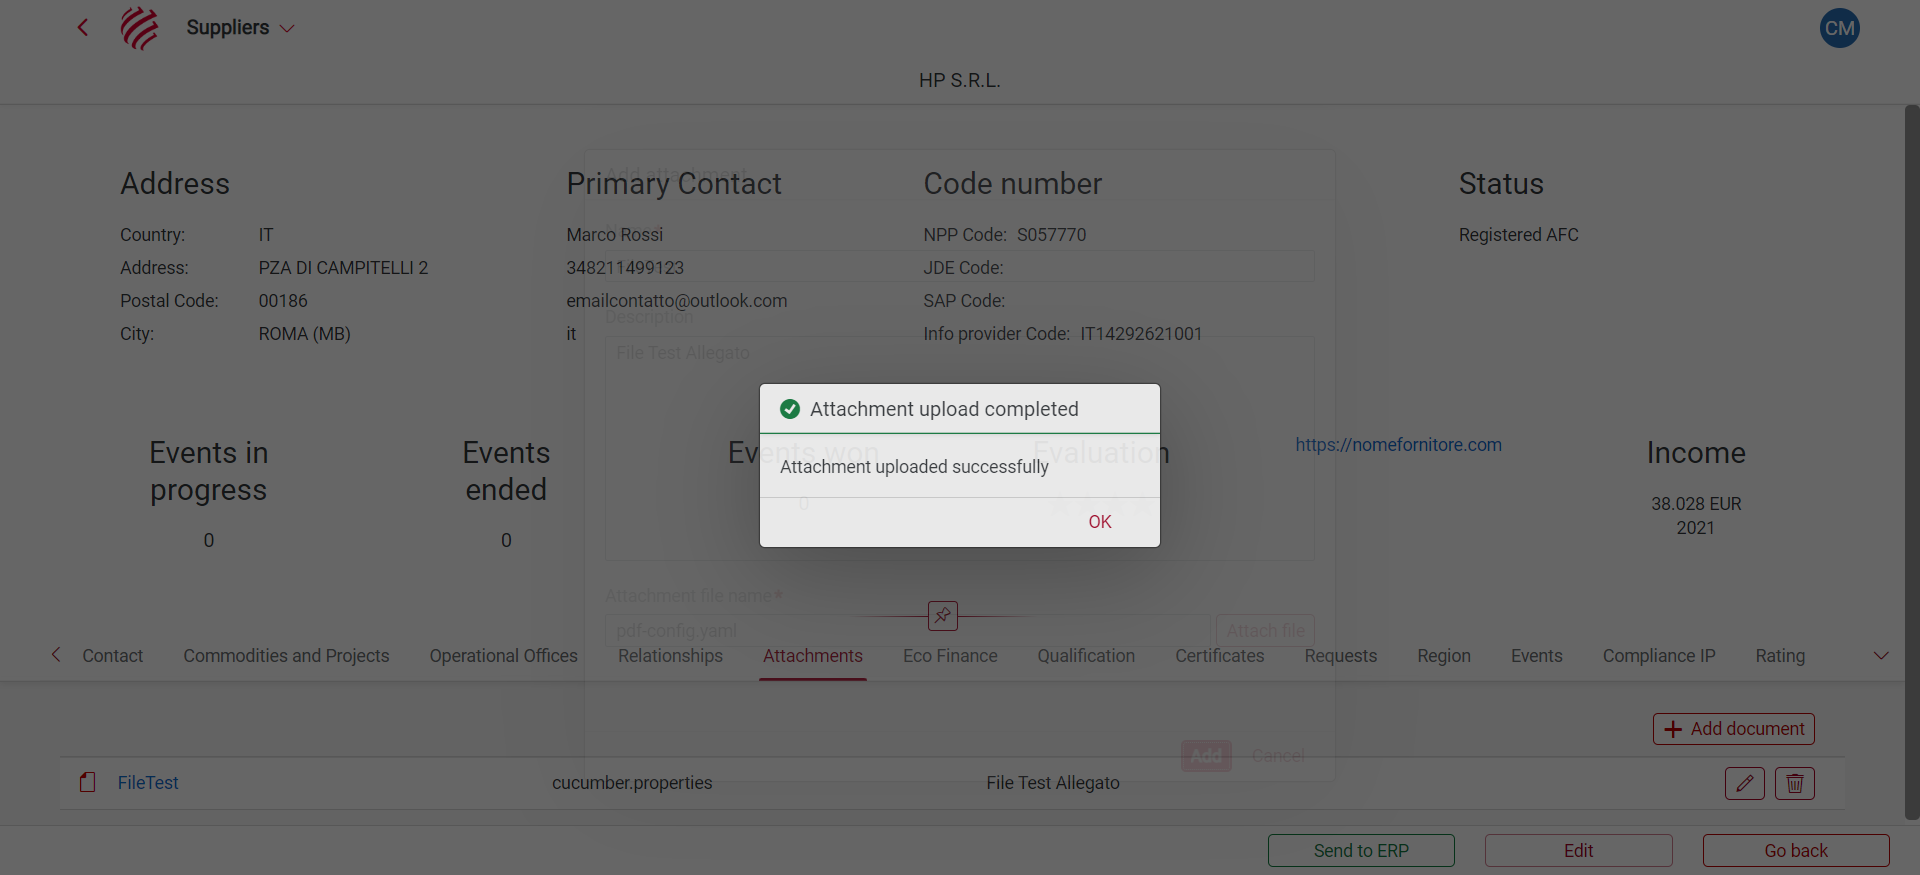 Suppliers
CM
HP S.R.L.
Add attachment
Address
Primary Contact
Code number
Status
Country: IT
Marco Rossi
NPP Code: S057770
Registered AFC
Address: PZA DI CAMPITELLI 2
348211499123
JDE Code:
Postal Code: 00186
emailcontatto@outlook.com
SAP Code:
Description
City: ROMA (MB)
it
Info provider Code: IT14292621001
File Test Allegato
Attachment upload completed
Attachment uploaded successfully
OK
Events in
progress
0
Events
ended
0
Events won
0
Evaluation
https://nomefornitore.com
Income
38.028 EUR
2021
Attachment file name*
pdf-config.yaml
Attach file
Contact
Commodities and Projects
Operational Offices
Relationships
Attachments
Eco Finance
Qualification
Certificates
Requests
Region
Events
Compliance IP
Rating
Add document
Add
Cancel
FileTest
cucumber.properties
File Test Allegato
Send to ERP
Edit
Go back